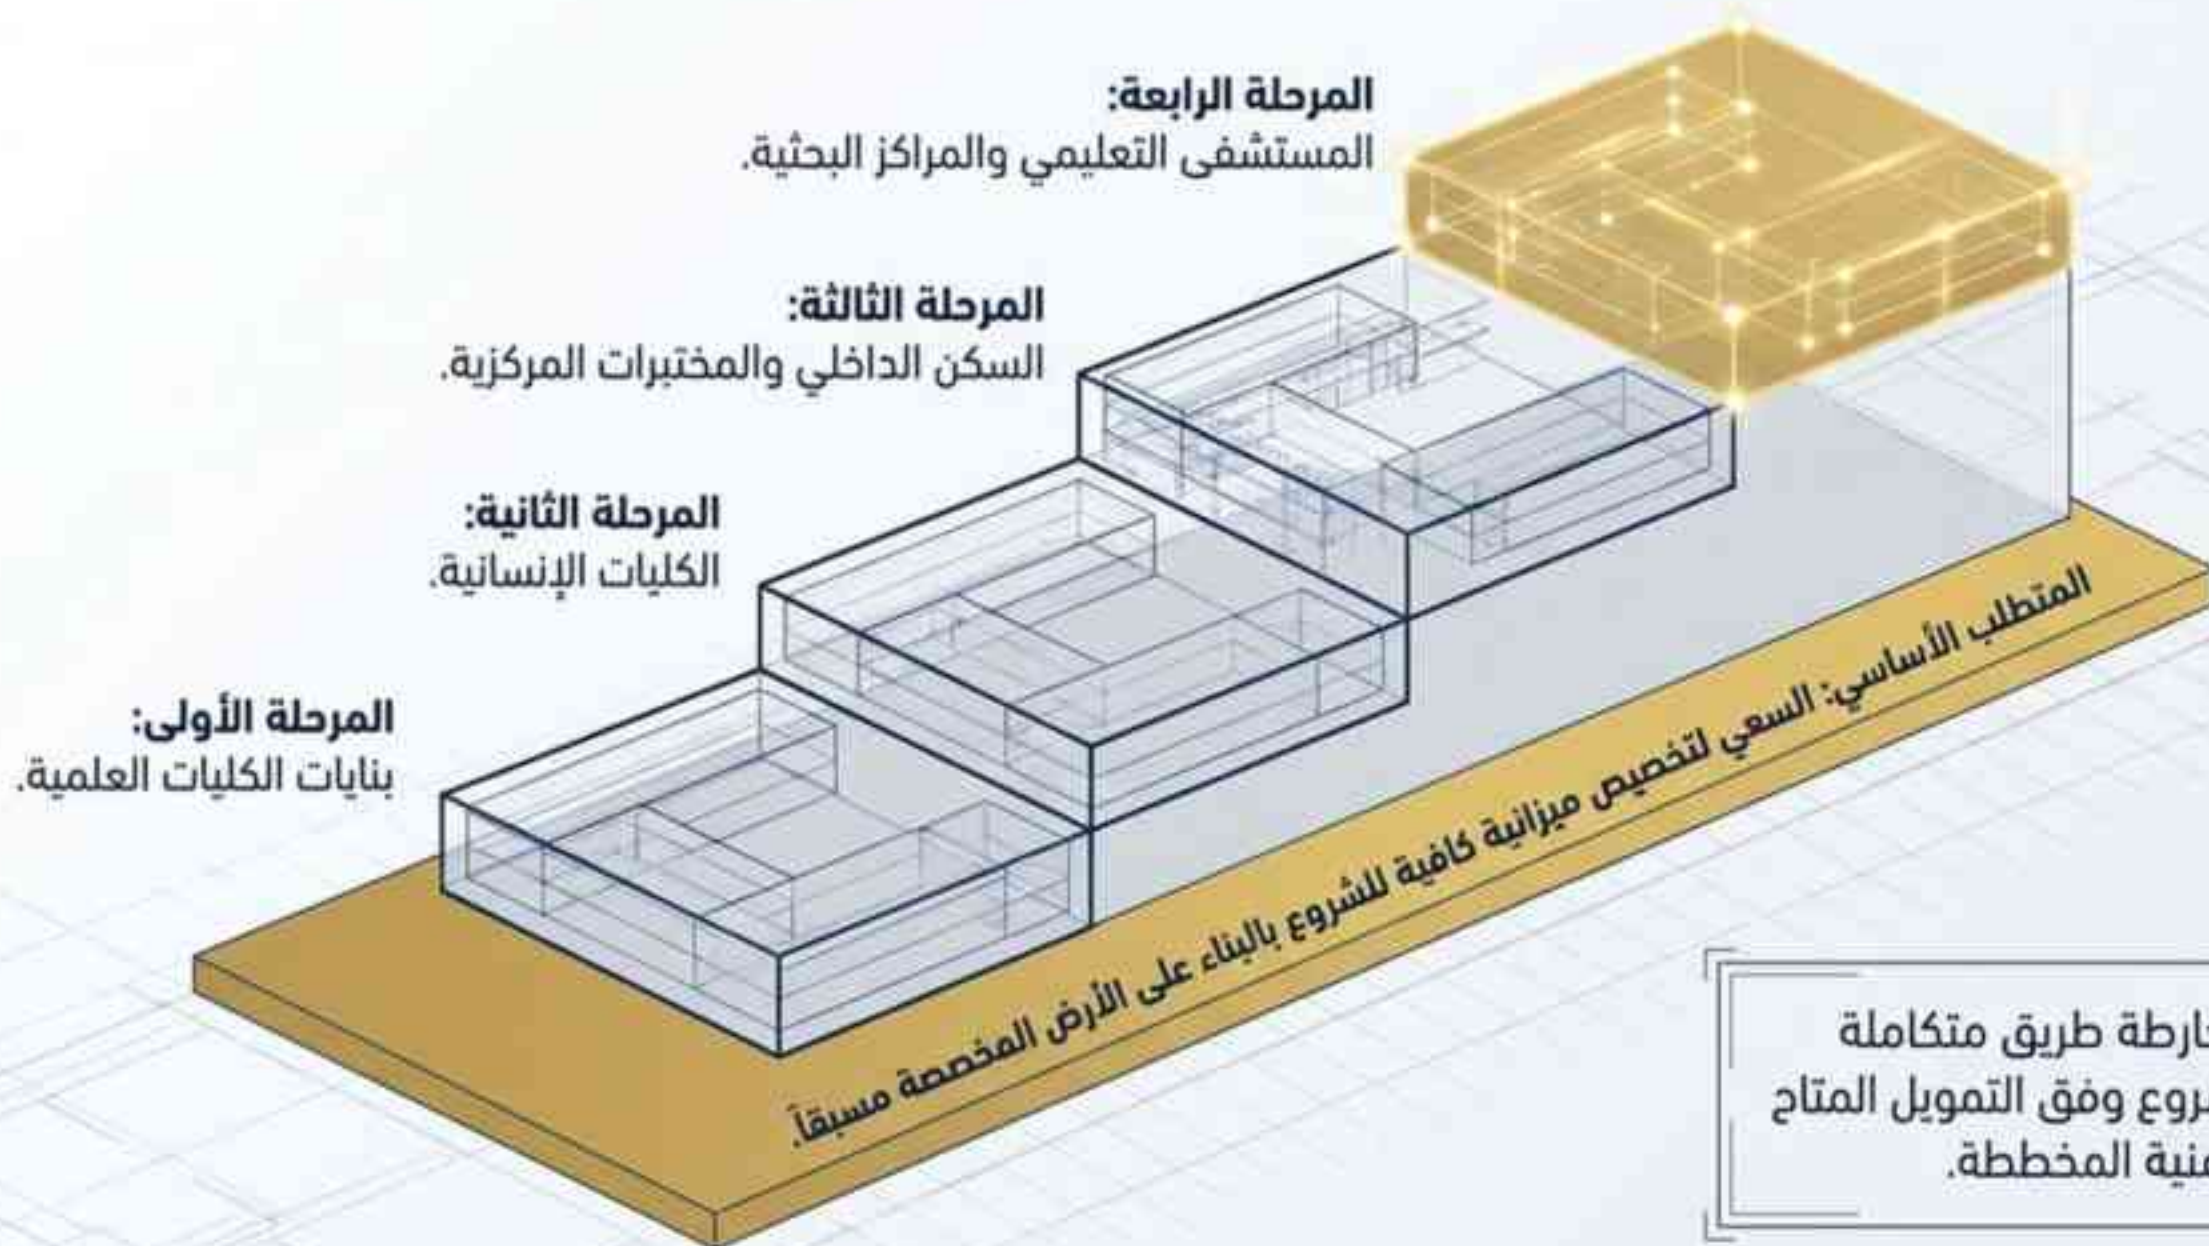 المرحلة الرابعة:
المستشفى التعليمي والمراكز البحثية.
المرحلة الثالثة:
السكن الداخلي والمختبرات المركزية.
المرحلة الثانية:
الكليات الإنسانية.
المرحلة الأولى:
بنايات الكليات العلمية.
المتطلب الأساسي: السعي لتخصيص ميزانية كافية للشروع بالبناء على الأرض المخصصة مسبقاً.
طريق متكاملة
وفق التمويل المتاح
المخططة.